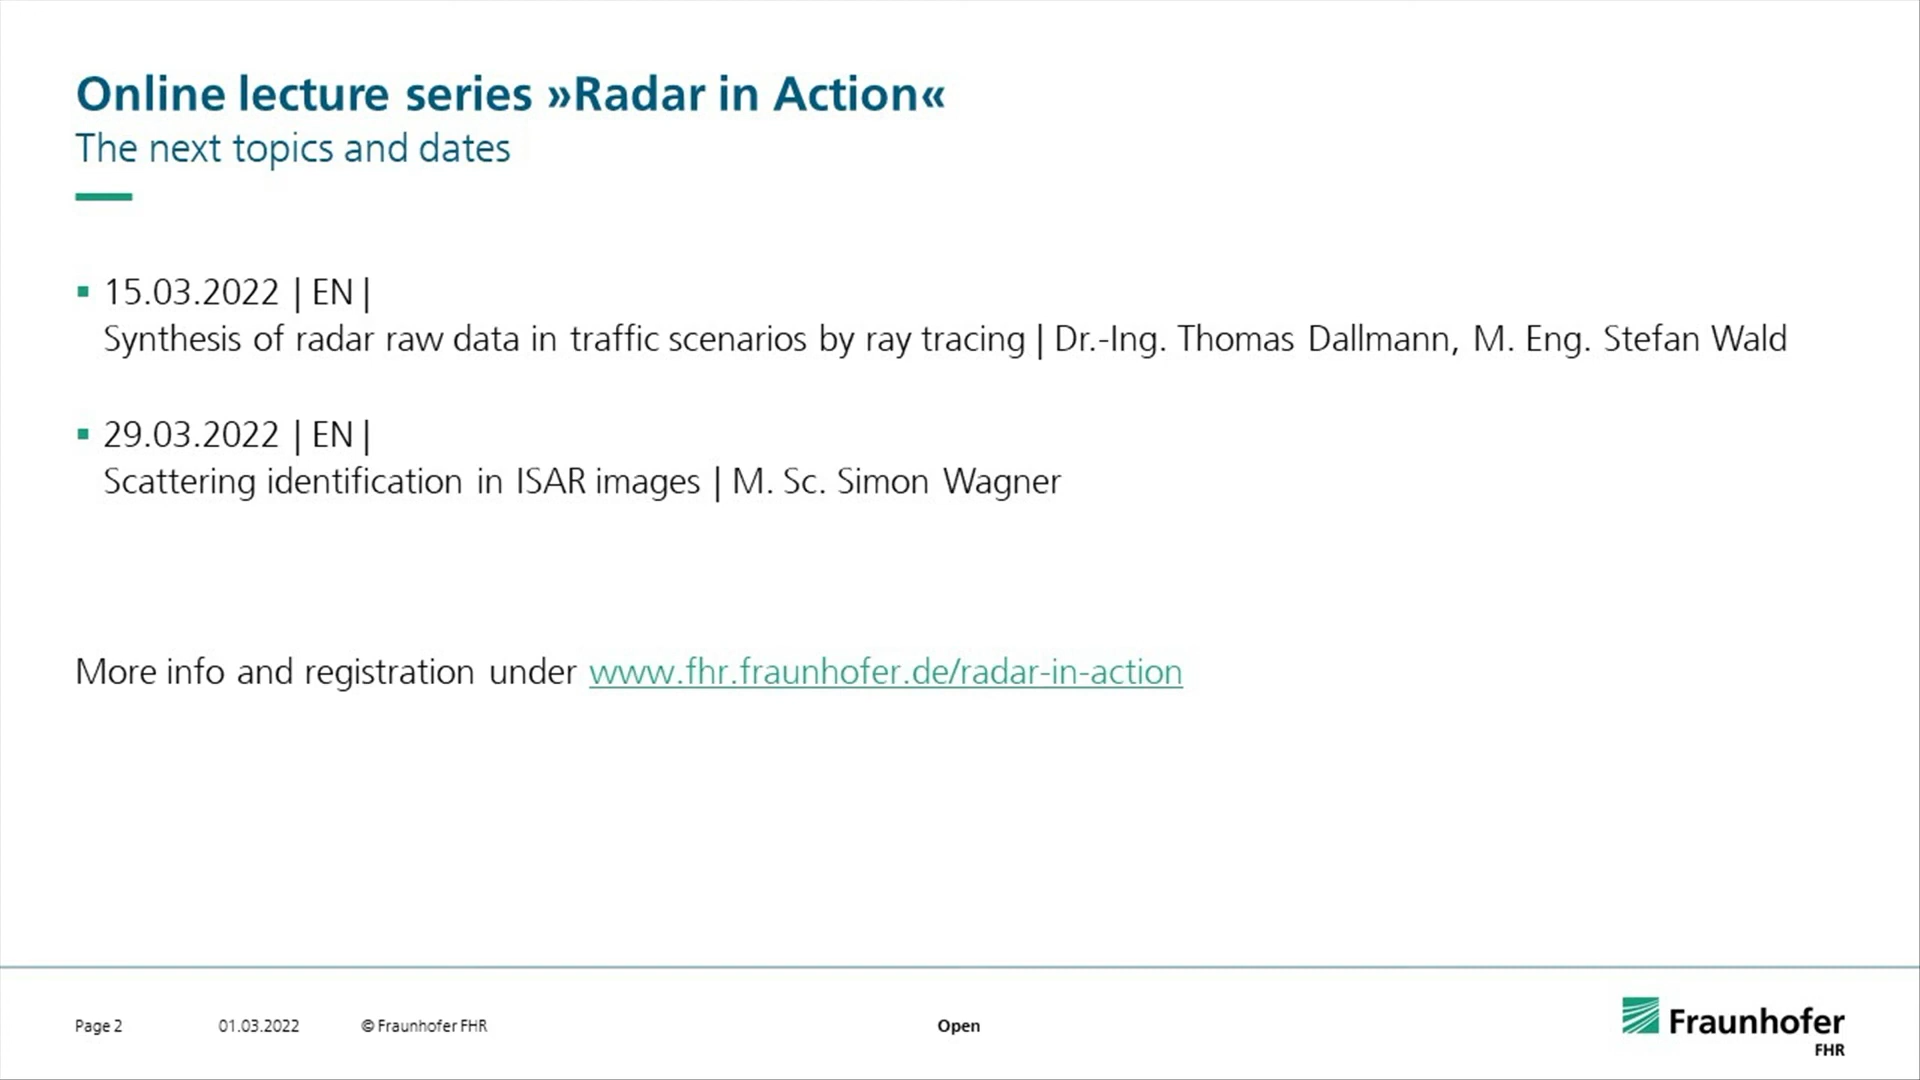 Online lecture series »Radar in Action«
The next topics and dates
15.03.2022 | EN |
Synthesis of radar raw data in traffic scenarios by ray tracing | Dr.-Ing. Thomas Dallmann, M. Eng. Stefan Wald
29.03.2022 | EN |
Scattering identification in ISAR images | M. Sc. Simon Wagner
More info and registration under www.fhr.fraunhofer.de/radar-in-action
Page 2 01.03.2022 © Fraunhofer FHR Open
Fraunhofer
FHR